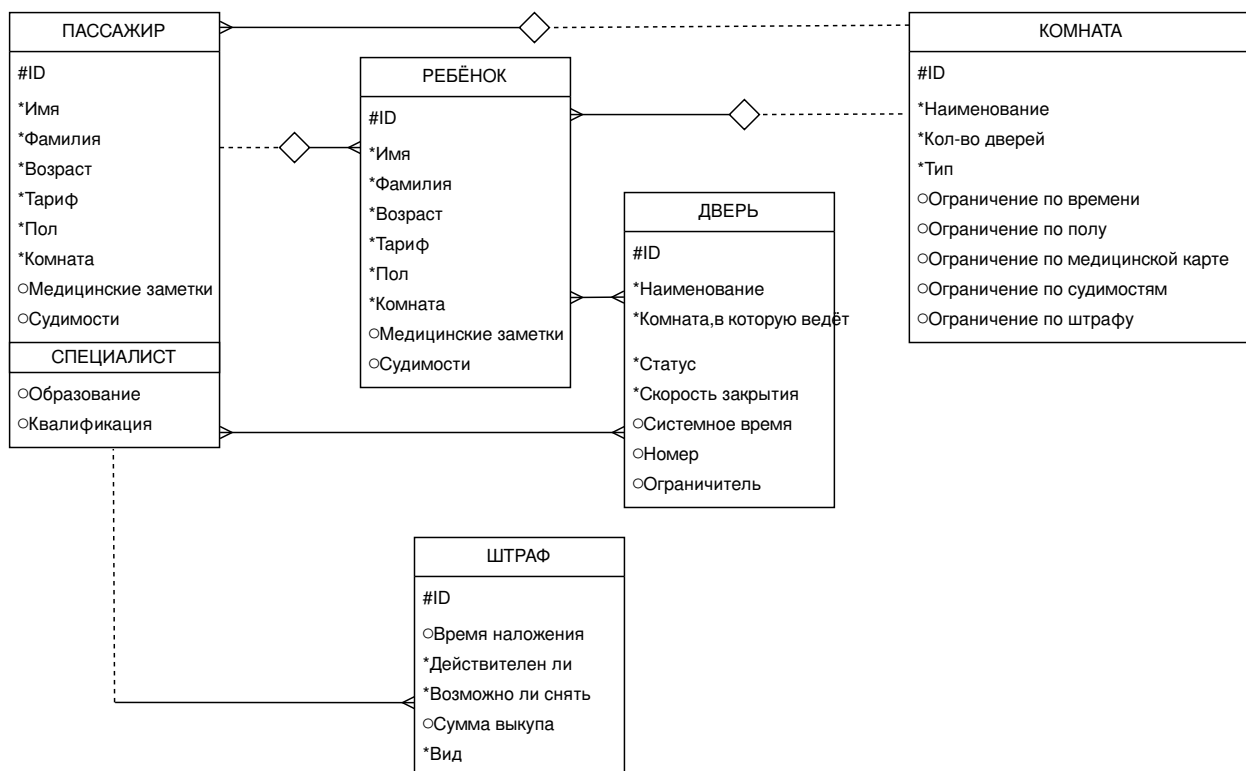 ПАССАЖИР
#ID
*Имя
*Фамилия
*Возраст
*Тариф
*Пол
*Комната
○Медицинские заметки
○Судимости
СПЕЦИАЛИСТ
○Образование
○Квалификация
РЕБЁНОК
#ID
*Имя
*Фамилия
*Возраст
*Тариф
*Пол
*Комната
○Медицинские заметки
○Судимости
ДВЕРЬ
#ID
*Наименование
*Комната,в которую ведёт
*Статус
*Скорость закрытия
○Системное время
○Номер
○Ограничитель
КОМНАТА
#ID
*Наименование
*Кол-во дверей
*Тип
○Ограничение по времени
○Ограничение по полу
○Ограничение по медицинской карте
○Ограничение по судимостям
○Ограничение по штрафу
ШТРАФ
#ID
○Время наложения
*Действителен ли
*Возможно ли снять
○Сумма выкупа
*Вид